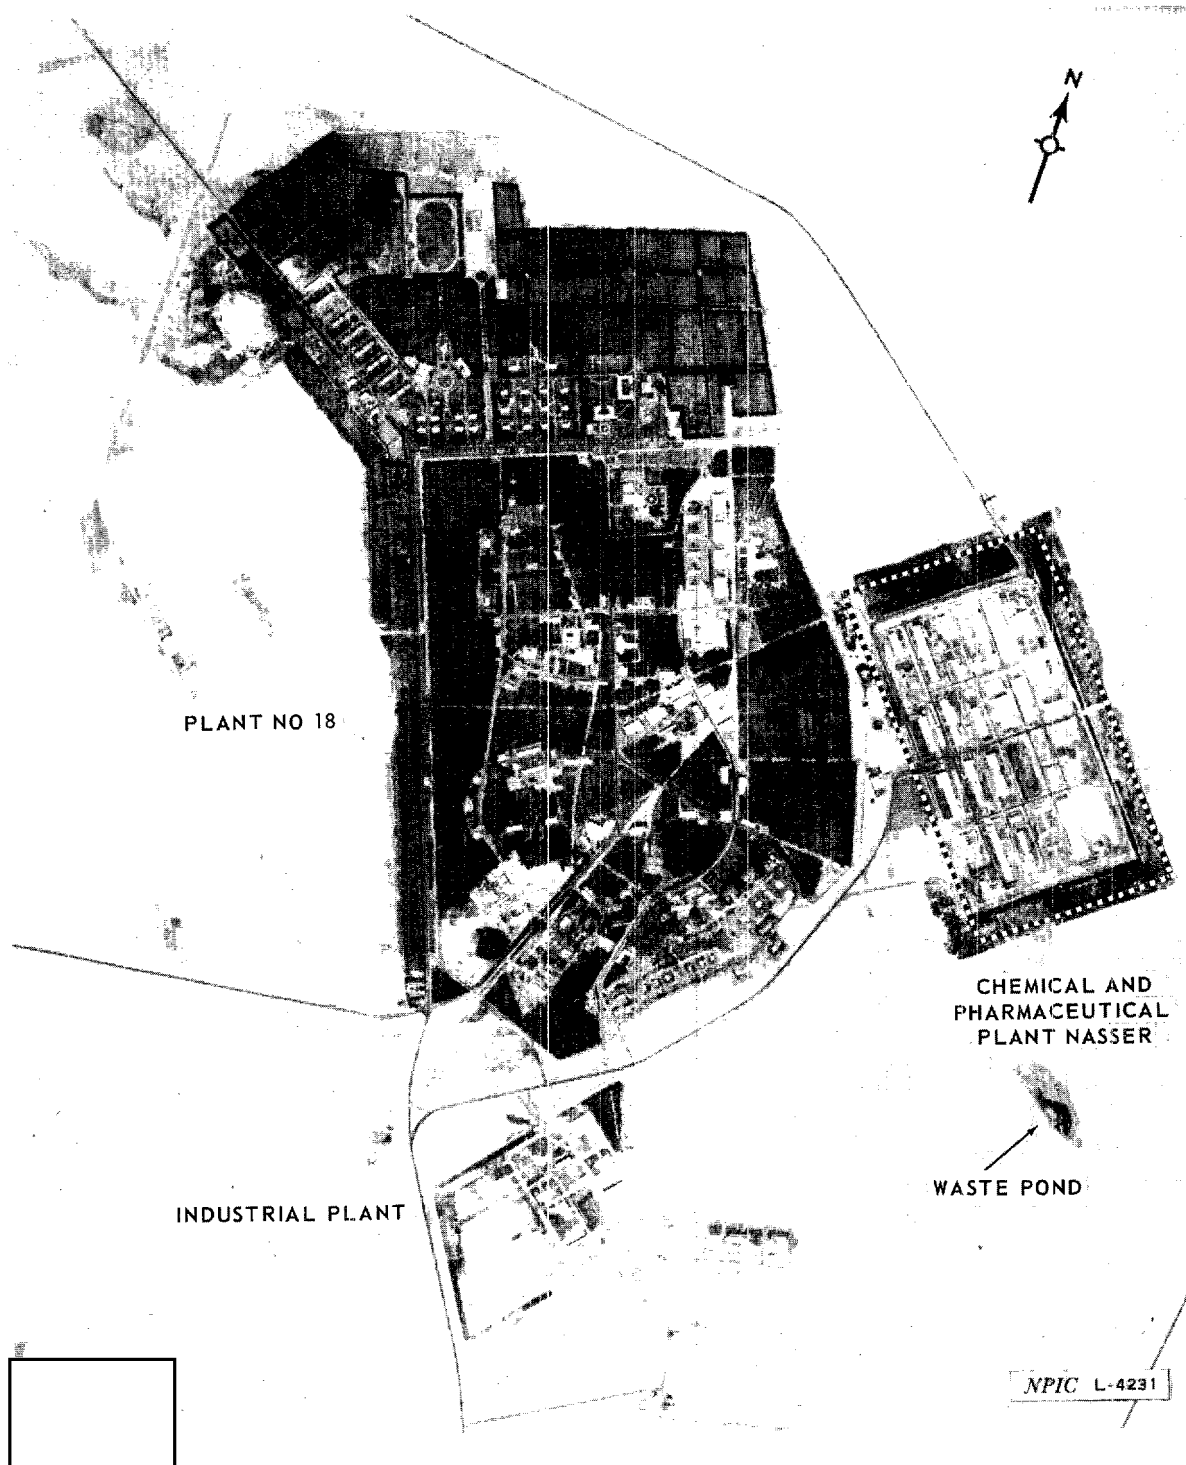 N
PLANT NO 18
CHEMICAL AND
PHARMACEUTICAL
PLANT NASSER
WASTE POND
INDUSTRIAL PLANT
NPIC L-4231